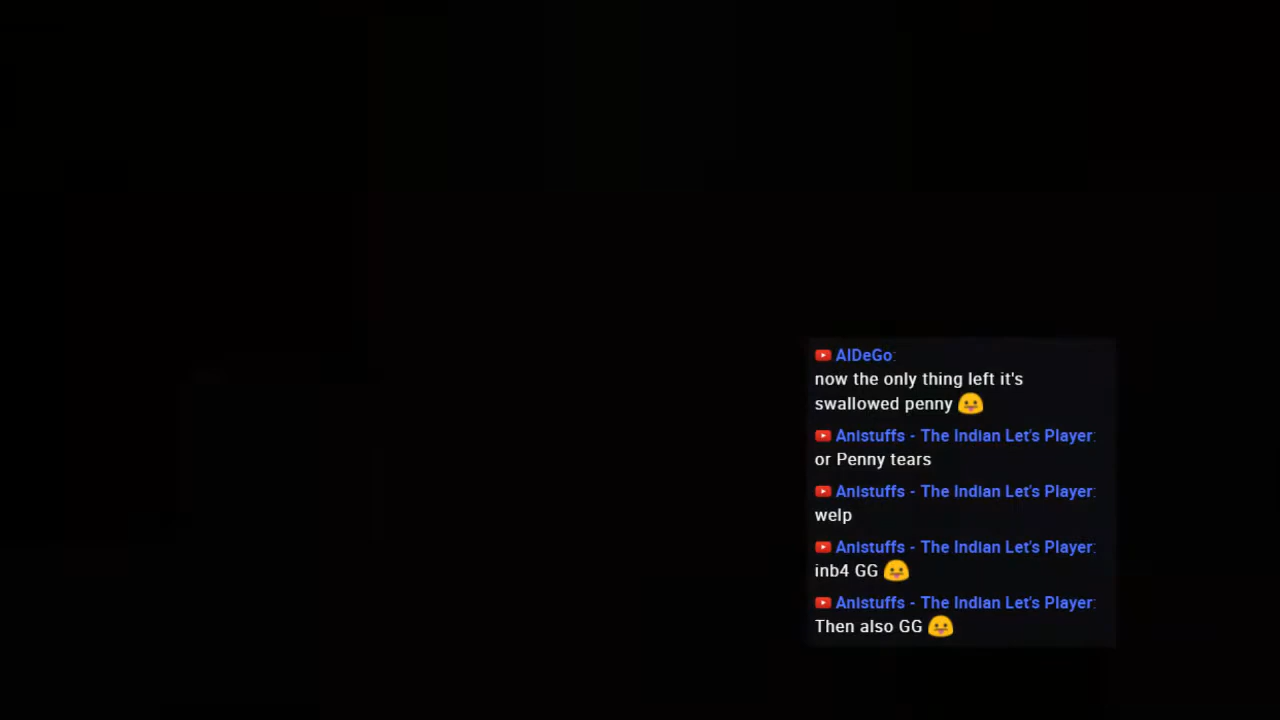 AlDeGo:
now the only thing left it's
swallowed penny 😛
Anistuffs - The Indian Let's Player:
or Penny tears
Anistuffs - The Indian Let's Player:
welp
Anistuffs - The Indian Let's Player:
inb4 GG 😛
Anistuffs - The Indian Let's Player:
Then also GG 😛